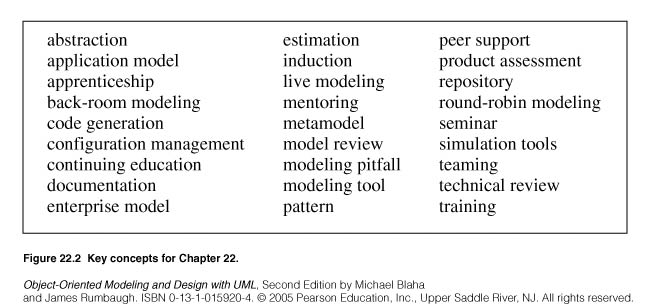 abstraction
application model
apprenticeship
back-room modeling
code generation
configuration management
continuing education
documentation
enterprise model
estimation
induction
live modeling
mentoring
metamodel
model review
modeling pitfall
modeling tool
pattern
peer support
product assessment
repository
round-robin modeling
seminar
simulation tools
teaming
technical review
training
Figure 22.2 Key concepts for Chapter 22.
Object-Oriented Modeling and Design with UML, Second Edition by Michael Blaha
and James Rumbaugh. ISBN 0-13-1-015920-4. © 2005 Pearson Education, Inc., Upper Saddle River, NJ. All rights reserved.